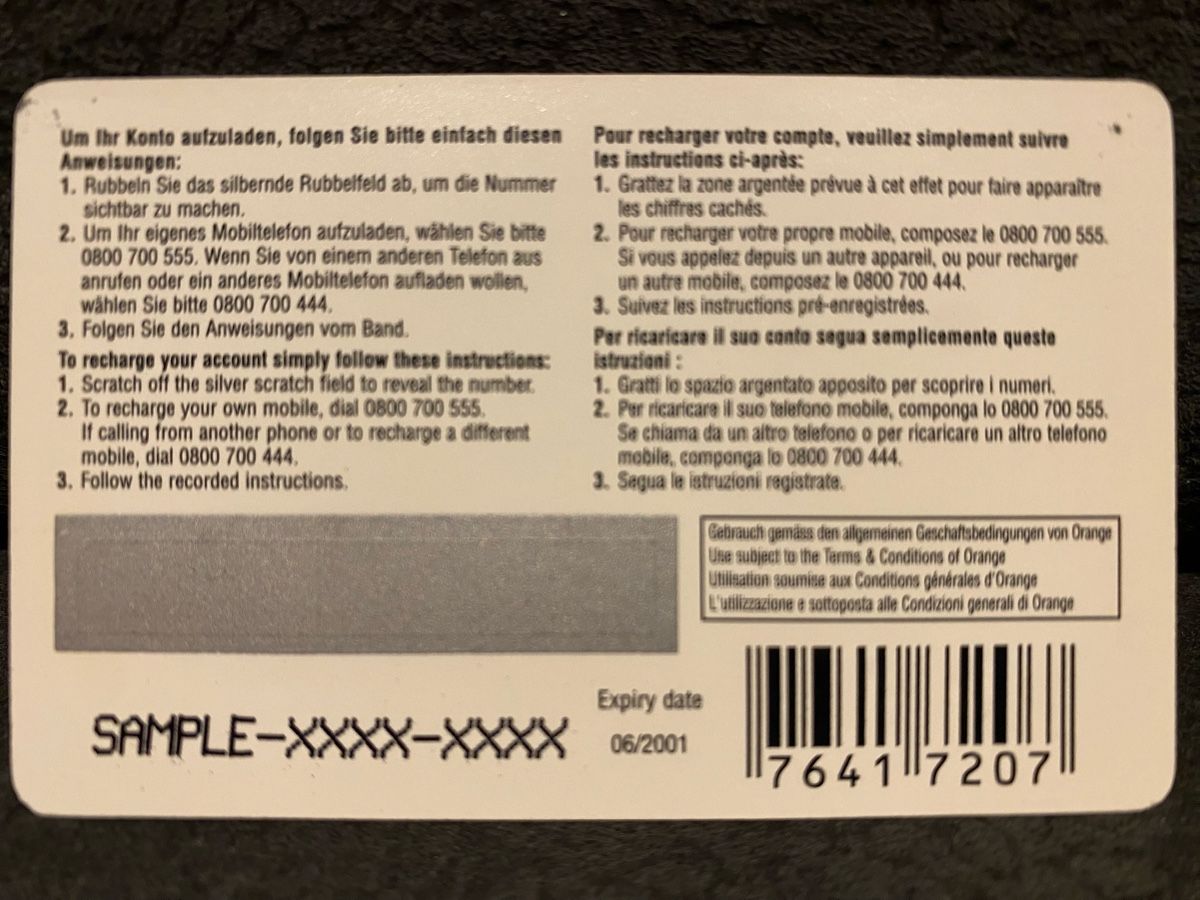 Um Ihr Konto aufzuladen, folgen Sie bitte einfach diesen
Anweisungen:
1. Rubbeln Sie das silbernde Rubbelfeld ab, um die Nummer
sichtbar zu machen.
2. Um Ihr eigenes Mobiltelefon aufzuladen, wählen Sie bitte
0800 700 555. Wenn Sie von einem anderen Telefon aus
anrufen oder ein anderes Mobiltelefon aufladen wollen,
wählen Sie bitte 0800 700 444.
3. Folgen Sie den Anweisungen vom Band.
To recharge your account simply follow these instructions:
1. Scratch off the silver scratch field to reveal the number.
2. To recharge your own mobile, dial 0800 700 555.
If calling from another phone or to recharge a different
mobile, dial 0800 700 444.
3. Follow the recorded instructions.
Pour recharger votre compte, veuillez simplement suivre
les instructions ci-après:
1. Grattez la zone argentée prévue à cet effet pour faire apparaître
les chiffres cachés.
2. Pour recharger votre propre mobile, composez le 0800 700 555.
Si vous appelez depuis un autre appareil, ou pour recharger
un autre mobile, composez le 0800 700 444.
3. Suivez les instructions pré-enregistrées.
Per ricaricare il suo conto segua semplicemente queste
istruzioni :
1. Gratti lo spazio argentato apposito per scoprire i numeri.
2. Per ricaricare il suo telefono mobile, componga lo 0800 700 555.
Se chiama da un altro telefono o per ricaricare un altro telefono
mobile, componga lo 0800 700 444.
3. Segua le istruzioni registrate.
Gebrauch gemäss den allgemeinen Geschaftsbedingungen von Orange
Use subject to the Terms & Conditions of Orange
Utilisation soumise aux Conditions générales d'Orange
L'utilizzazione e sottoposta alle Condizioni generali di Orange
SAMPLE-XXXX-XXXX
Expiry date
06/2001
7641 7207